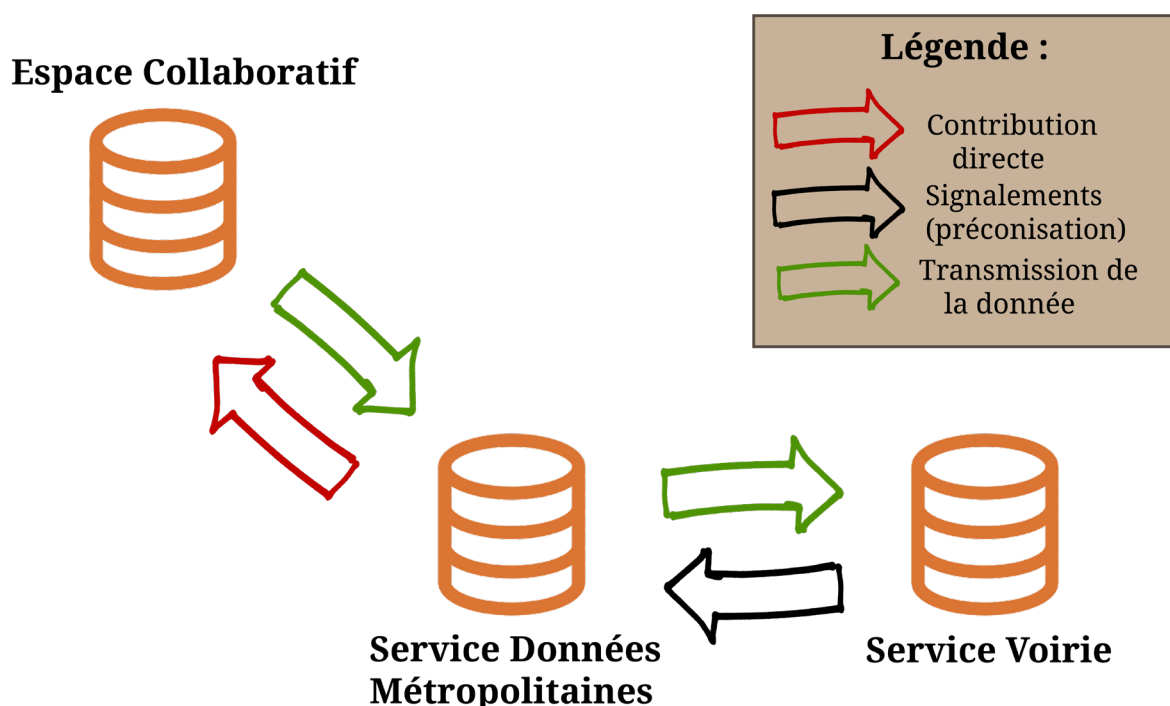 Espace Collaboratif
Légende :
Contribution
directe
Signalements
(préconisation)
Transmission de
la donnée
Service Données
Métropolitaines
Service Voirie